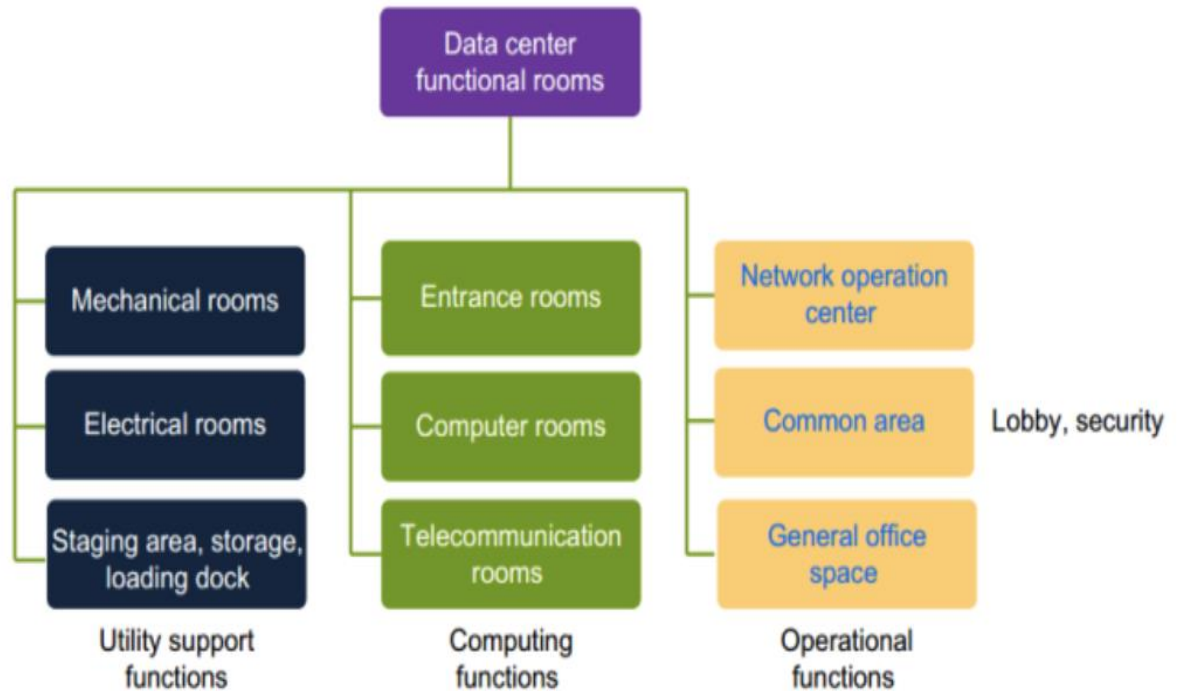 Data center
functional rooms
Mechanical rooms
Entrance rooms
Network operation
center
Electrical rooms
Computer rooms
Common area
Lobby, security
Staging area, storage,
loading dock
Telecommunication
rooms
General office
space
Utility support
functions
Computing
functions
Operational
functions